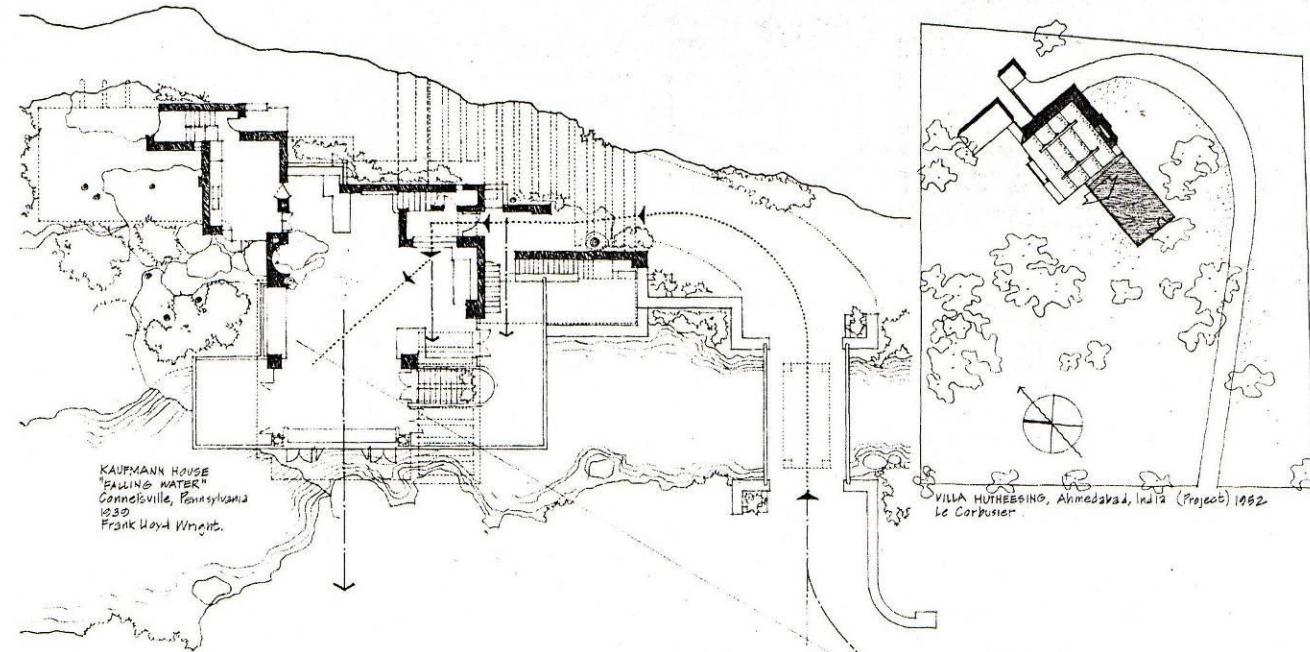 KAUFMANN HOUSE
"FALLING WATER"
Connelsville, Pennsylvania
1939
Frank Lloyd Wright.
VILLA HUTHEESING, Ahmedabad, India (Project) 1952
Le Corbusier